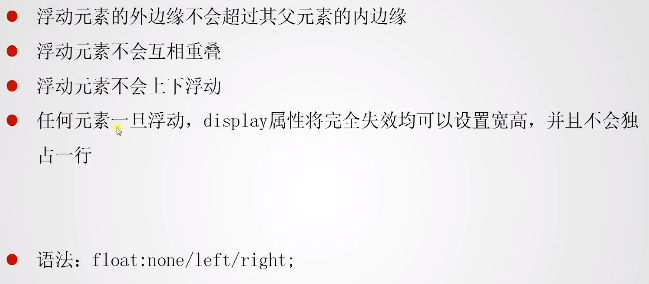 浮动元素的外边缘不会超过其父元素的内边缘
浮动元素不会互相重叠
浮动元素不会上下浮动
任何元素一旦浮动，display属性将完全失效均可以设置宽高，并且不会独
占一行
语法：float:none/left/right;